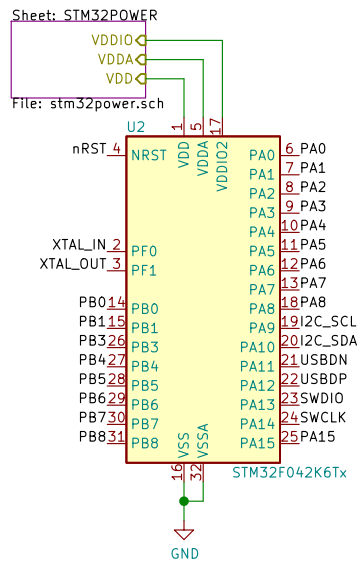 Sheet: STM32POWER
VDDIO
VDDA
VDD
File: stm32power.sch
U2
1 5 17
VDD VDDA VDDIO2
nRST 4 NRST PA0 6 PA0
PA1 7 PA1
PA2 8 PA2
PA3 9 PA3
PA4 10 PA4
XTAL_IN 2 PF0 PA5 11 PA5
XTAL_OUT 3 PF1 PA6 12 PA6
PA7 13 PA7
PB0 14 PB0 PA8 18 PA8
PB1 15 PB1 PA9 19 I2C_SCL
PB3 26 PB3 PA10 20 I2C_SDA
PB4 27 PB4 PA11 21 USBDN
PB5 28 PB5 PA12 22 USBDP
PB6 29 PB6 PA13 23 SWDIO
PB7 30 PB7 PA14 24 SWCLK
PB8 31 PB8 PA15 25 PA15
VSS VSSA
16 32
STM32F042K6Tx
GND